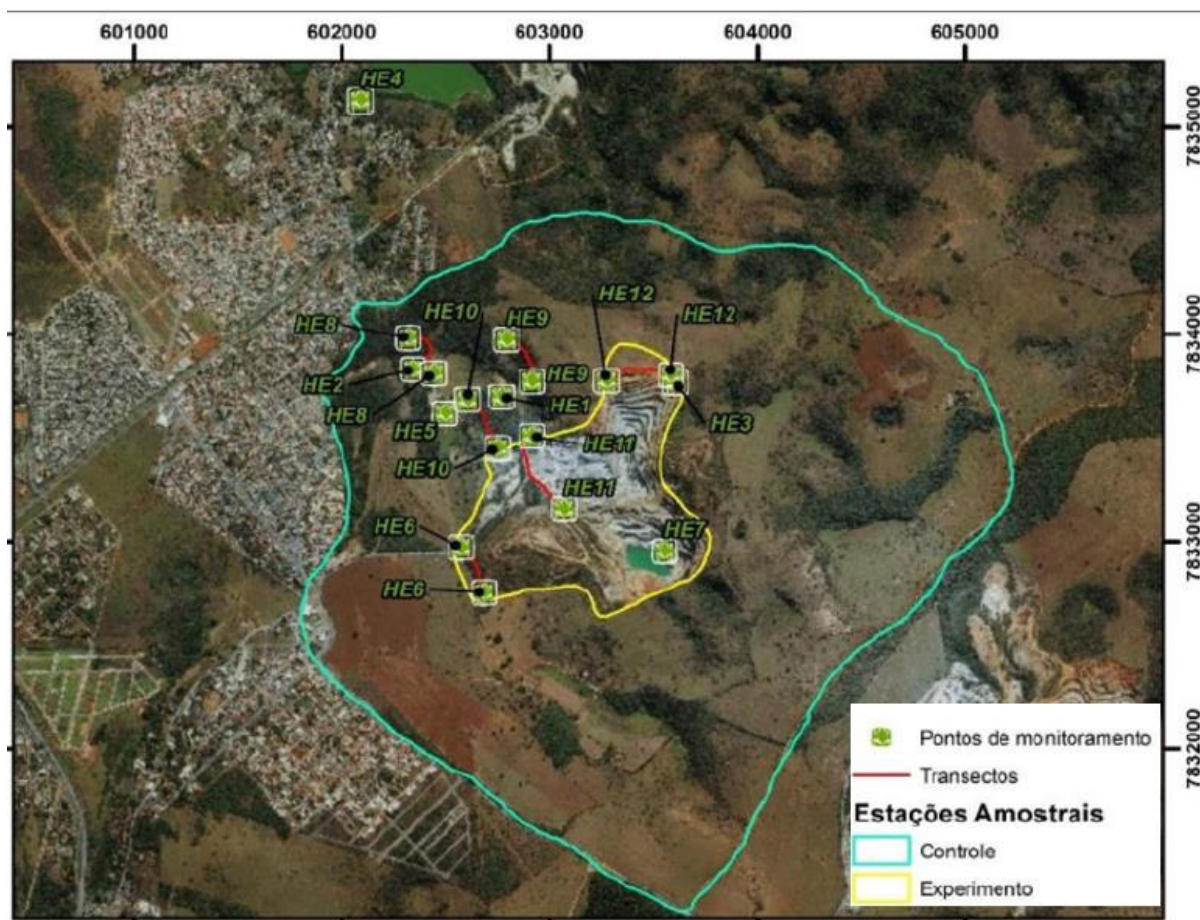 601000 602000 603000 604000 605000
HE4
7835000
HE12
HE10 HE9 HE12
HE8
7834000
HE2 HE9
HE8 HE1 HE3
HE5
HE11
HE10
HE11
HE6 HE7
7833000
HE6
7832000
Pontos de monitoramento
Transectos
Estações Amostrais
Controle
Experimento